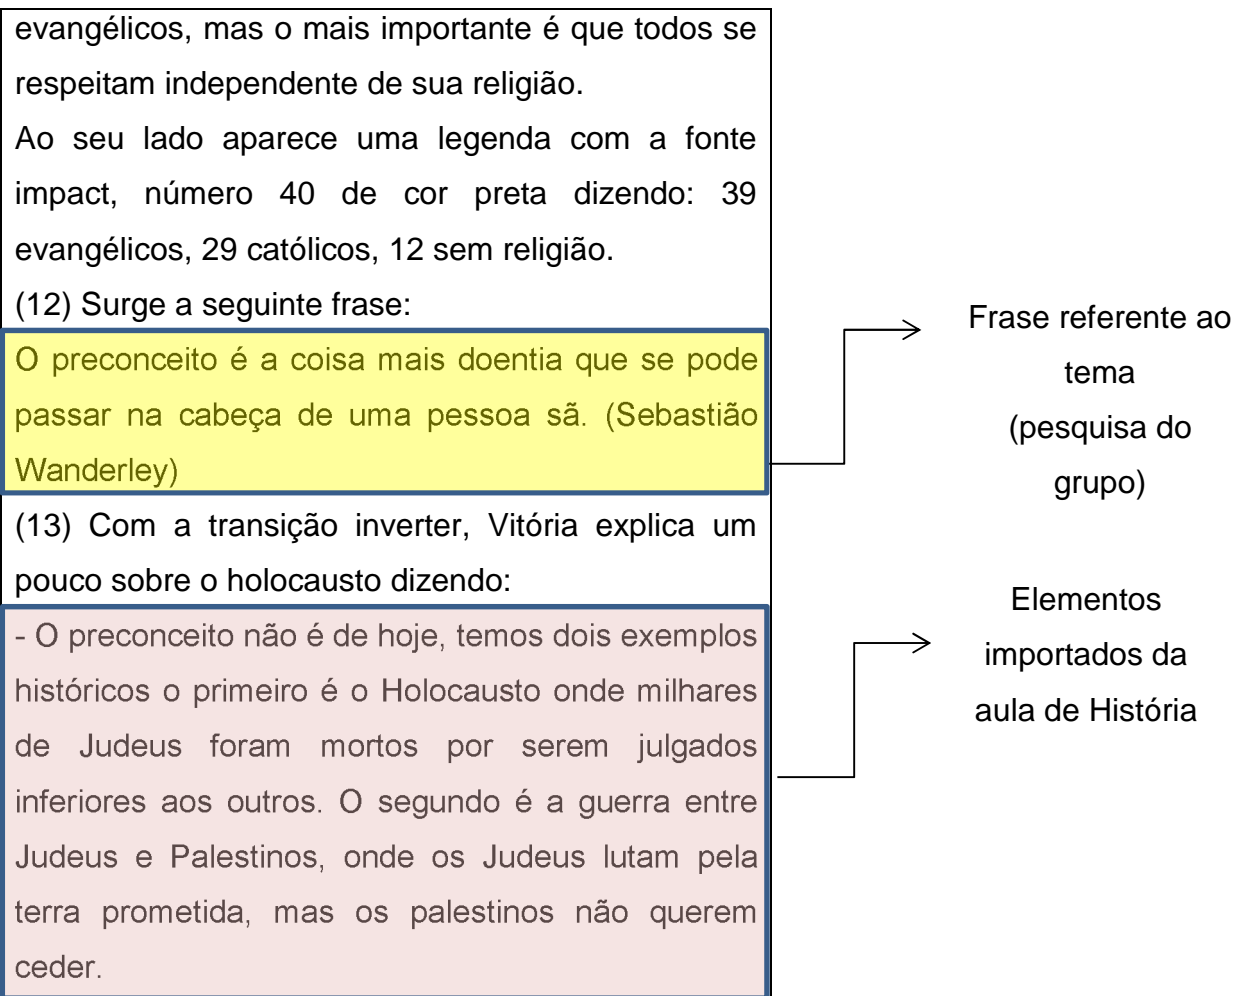 evangélicos, mas o mais importante é que todos se
respeitam independente de sua religião.
Ao seu lado aparece uma legenda com a fonte
impact, número 40 de cor preta dizendo: 39
evangélicos, 29 católicos, 12 sem religião.
(12) Surge a seguinte frase:
O preconceito é a coisa mais doentia que se pode
passar na cabeça de uma pessoa sã. (Sebastião
Wanderley)
(13) Com a transição inverter, Vitória explica um
pouco sobre o holocausto dizendo:
- O preconceito não é de hoje, temos dois exemplos
históricos o primeiro é o Holocausto onde milhares
de Judeus foram mortos por serem julgados
inferiores aos outros. O segundo é a guerra entre
Judeus e Palestinos, onde os Judeus lutam pela
terra prometida, mas os palestinos não querem
ceder.
Frase referente ao
tema
(pesquisa do
grupo)
Elementos
importados da
aula de História